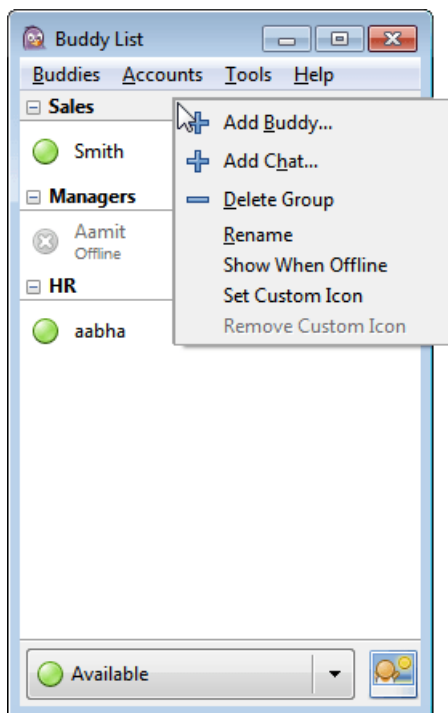 Buddy List
Buddies Accounts Tools Help
Sales
Add Buddy...
Smith
Add Chat...
Managers
Delete Group
Aamit
Rename
Offline
Show When Offline
HR
Set Custom Icon
aabha
Remove Custom Icon
Available